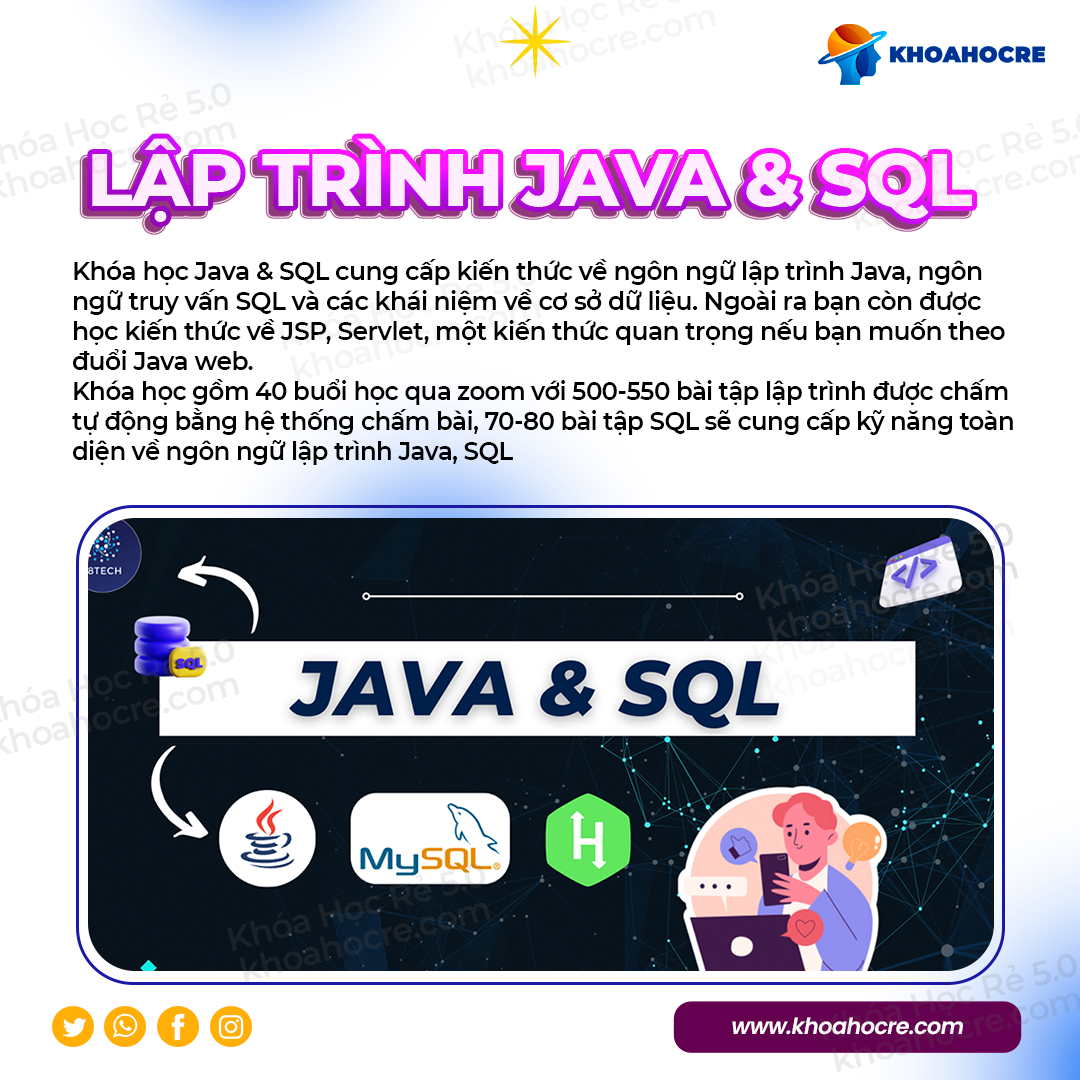 KHOAHOCRE
LẬP TRÌNH JAVA & SQL
Khóa học Java & SQL cung cấp kiến thức về ngôn ngữ lập trình Java, ngôn
ngữ truy vấn SQL và các khái niệm về cơ sở dữ liệu. Ngoài ra bạn còn được
học kiến thức về JSP, Servlet, một kiến thức quan trọng nếu bạn muốn theo
đuổi Java web.
Khóa học gồm 40 buổi học qua zoom với 500-550 bài tập lập trình được chấm
tự động bằng hệ thống chấm bài, 70-80 bài tập SQL sẽ cung cấp kỹ năng toàn
diện về ngôn ngữ lập trình Java, SQL
8TECH
</>
SQL
JAVA & SQL
MySQL®
H
www.khoahocre.com
Khóa Học Rẻ 5.0
khoahocre.com